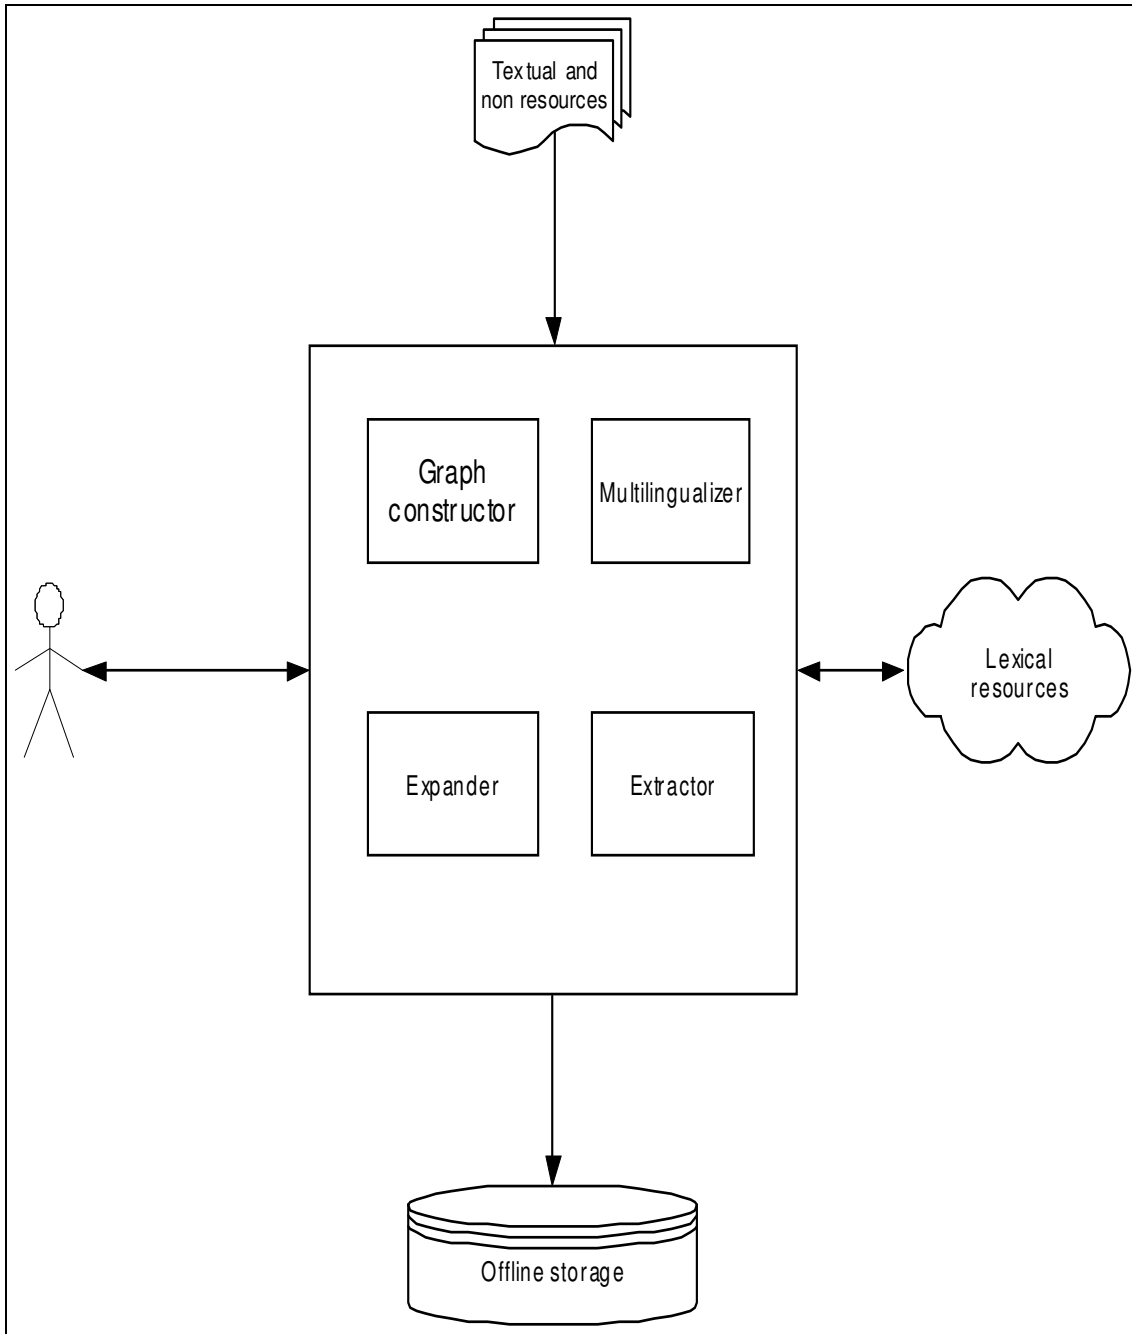 Textual and
non resources
Graph
constructor
Multilingualizer
Lexical
resources
Expander
Extractor
Offline storage